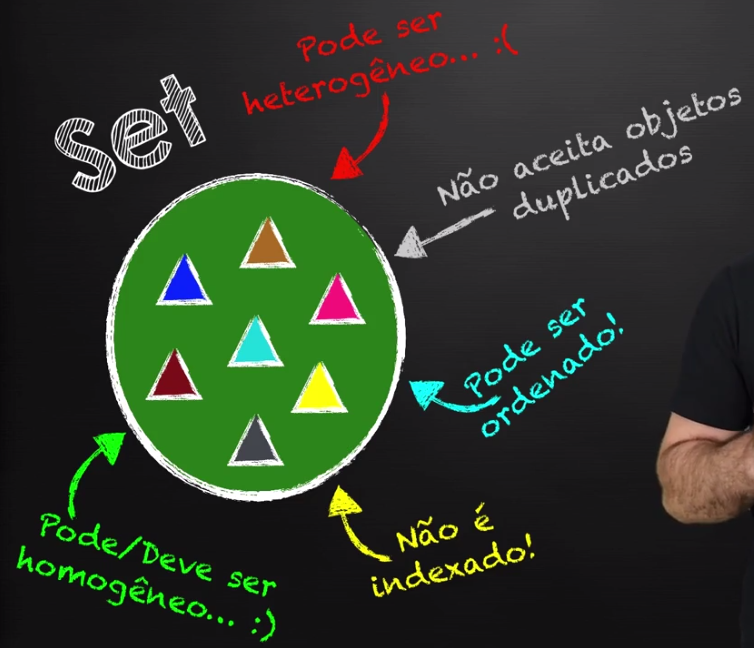 Set
Pode ser
heterogêneo... :(
Não aceita objetos
duplicados
Pode ser
ordenado!
Não é
indexado!
Pode/Deve ser
homogêneo... :)